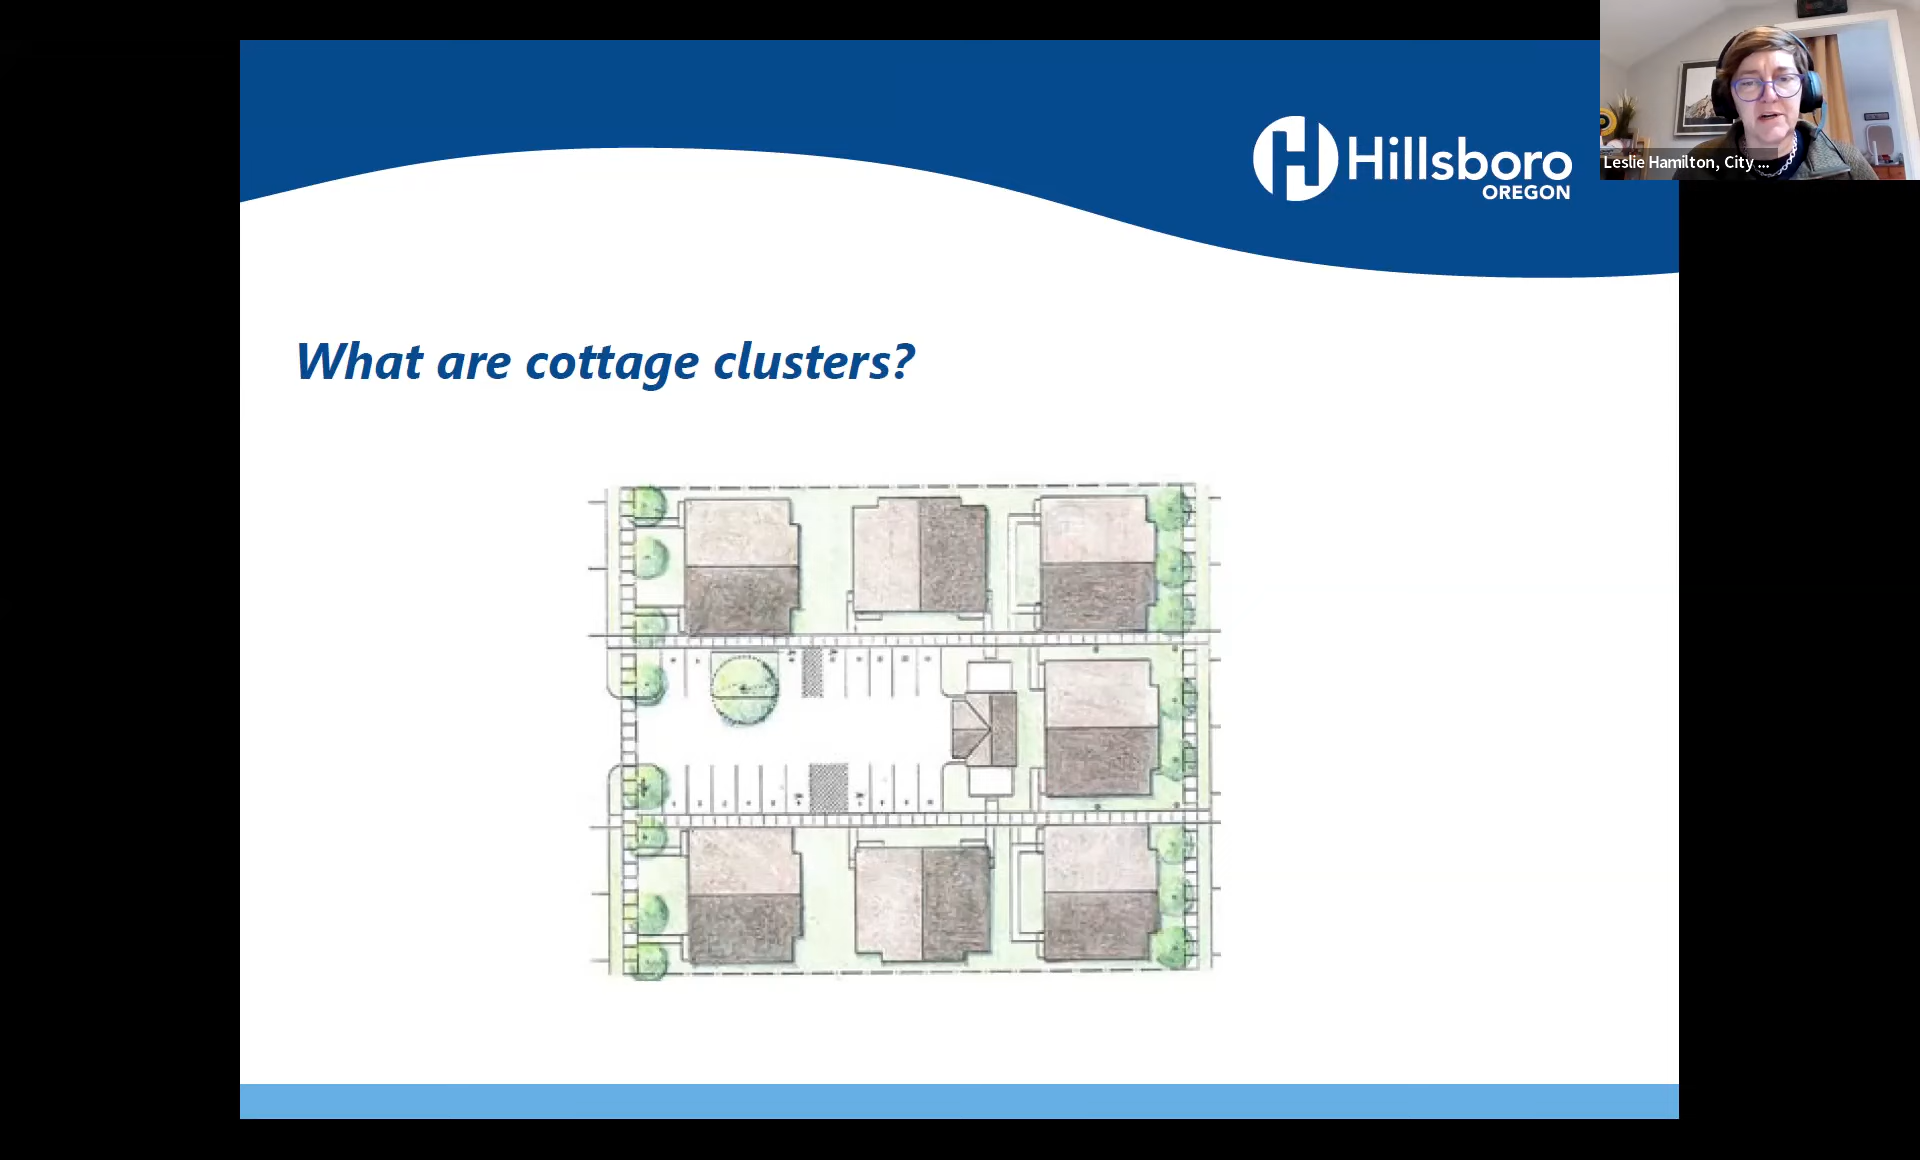 Hillsboro
OREGON
Leslie Hamilton, City ...
What are cottage clusters?